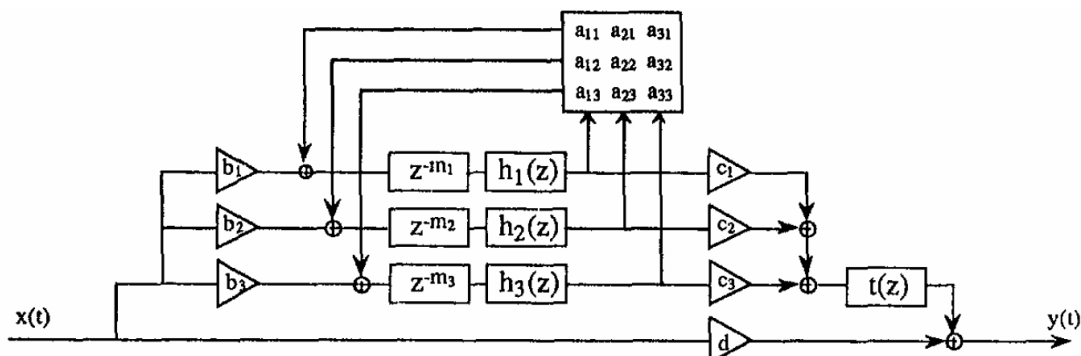 a₁₁ a₂₁ a₃₁
a₁₂ a₂₂ a₃₂
a₁₃ a₂₃ a₃₃
b₁ z⁻ᵐ¹ h₁(z) c₁
b₂ z⁻ᵐ² h₂(z) c₂
b₃ z⁻ᵐ³ h₃(z) c₃ t(z)
x(t) d y(t)